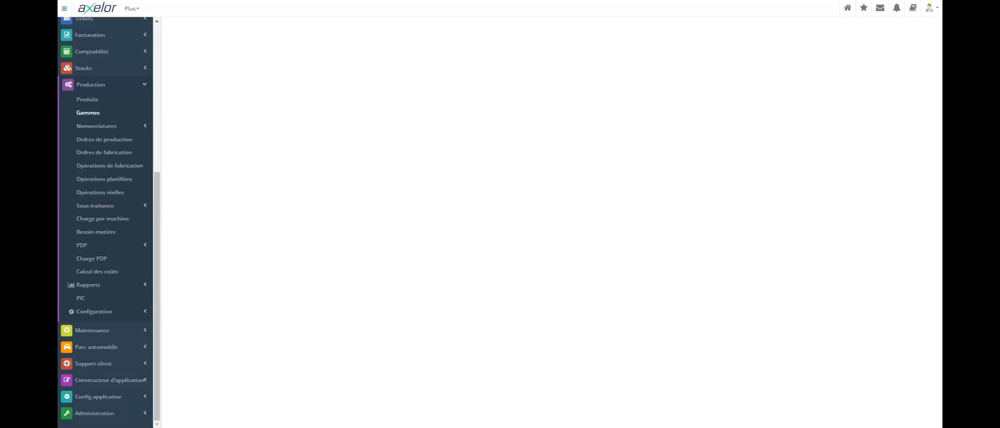 axelor Plus
Tickets
Facturation
Comptabilité
Stocks
Production
Produits
Gammes
Nomenclatures
Ordres de production
Ordres de fabrication
Opérations de fabrication
Opérations planifiées
Opérations réelles
Sous-traitance
Charge par machine
Besoin matière
PDP
Charge PDP
Calcul des coûts
Rapports
PIC
Configuration
Maintenance
Parc automobile
Support client
Constructeur d'application
Config applicative
Administration